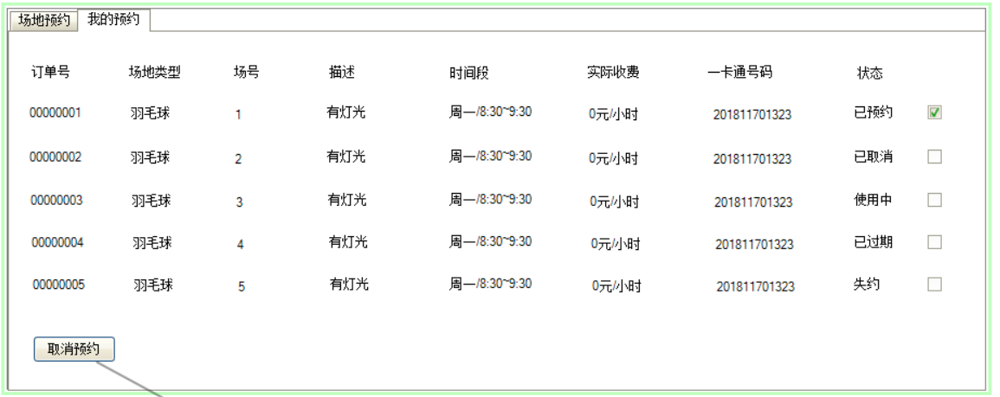 场地预约 我的预约
订单号 场地类型 场号 描述 时间段 实际收费 一卡通号码 状态
00000001 羽毛球 1 有灯光 周一/8:30~9:30 0元/小时 201811701323 已预约
00000002 羽毛球 2 有灯光 周一/8:30~9:30 0元/小时 201811701323 已取消
00000003 羽毛球 3 有灯光 周一/8:30~9:30 0元/小时 201811701323 使用中
00000004 羽毛球 4 有灯光 周一/8:30~9:30 0元/小时 201811701323 已过期
00000005 羽毛球 5 有灯光 周一/8:30~9:30 0元/小时 201811701323 失约
取消预约